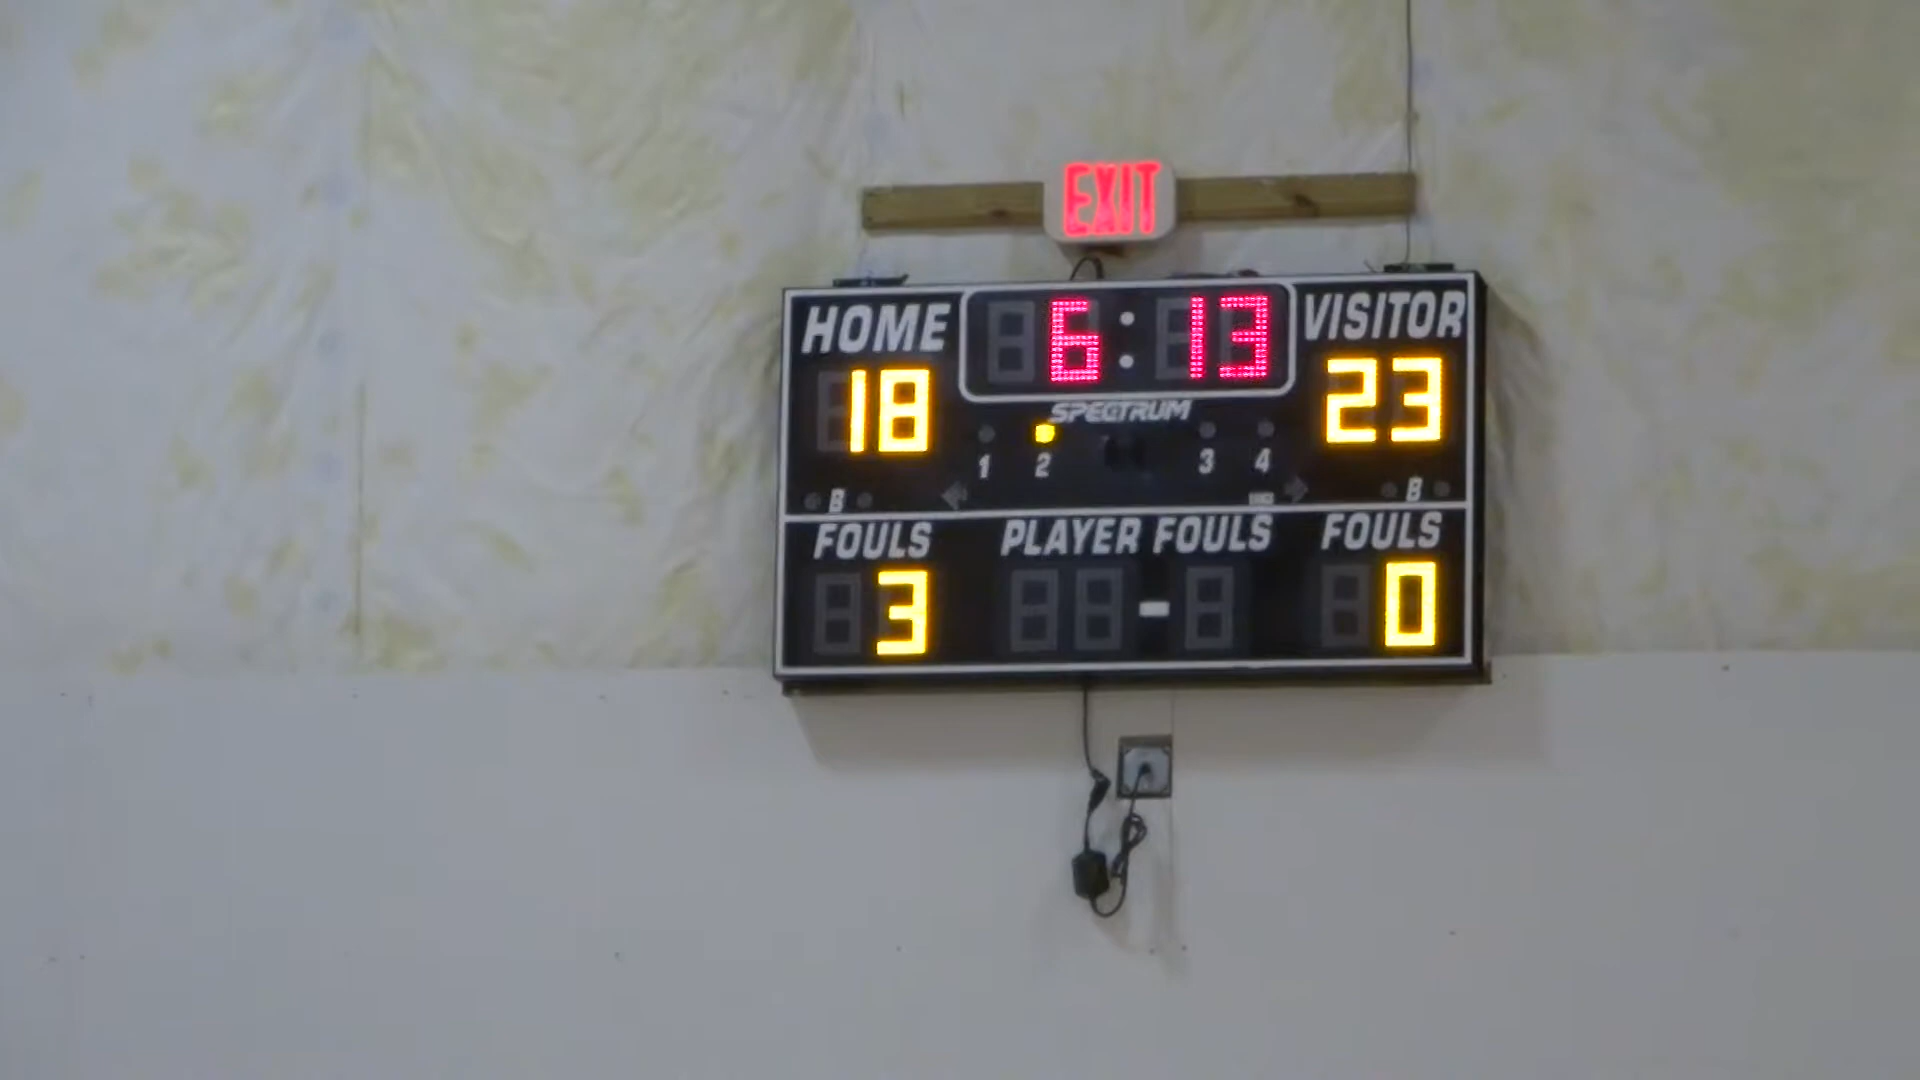 EXIT
HOME 6:13 VISITOR
18 SPECTRUM 23
1 2 3 4
B B
FOULS PLAYER FOULS FOULS
3 - 0